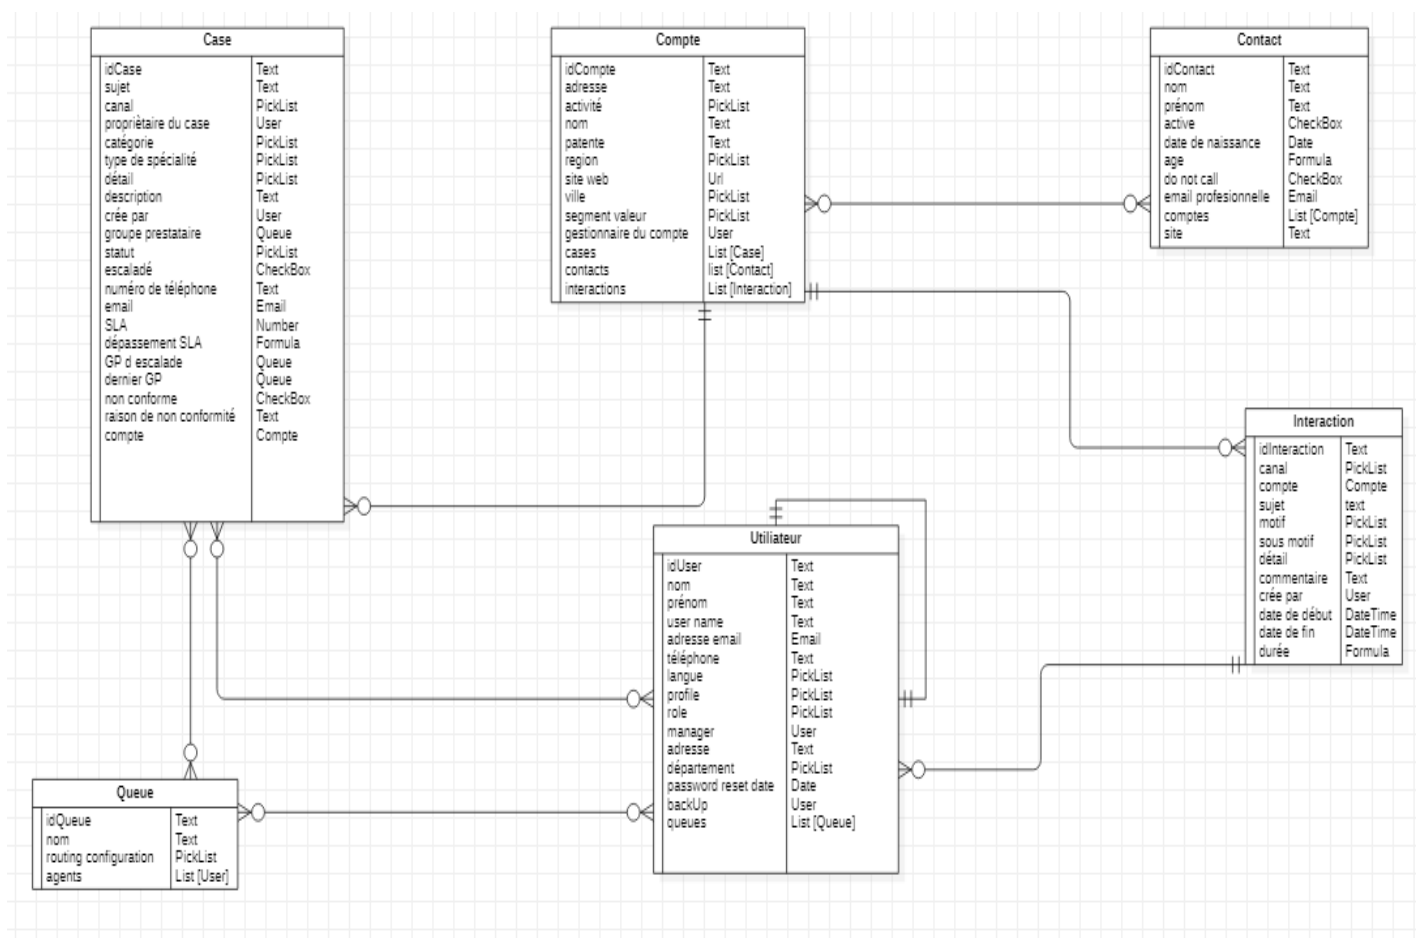 Case
idCase Text
sujet Text
canal PickList
propriètaire du case User
catégorie PickList
type de spécialité PickList
détail PickList
description Text
crée par User
groupe prestataire Queue
statut PickList
escaladé CheckBox
numéro de téléphone Text
email Email
SLA Number
dépassement SLA Formula
GP d escalade Queue
dernier GP Queue
non conforme CheckBox
raison de non conformité Text
compte Compte
Compte
idCompte Text
adresse Text
activité PickList
nom Text
patente Text
region PickList
site web Url
ville PickList
segment valeur PickList
gestionnaire du compte User
cases List [Case]
contacts list [Contact]
interactions List [Interaction]
Contact
idContact Text
nom Text
prénom Text
active CheckBox
date de naissance Date
age Formula
do not call CheckBox
email profesionnelle Email
comptes List [Compte]
site Text
Interaction
idInteraction Text
canal PickList
compte Compte
sujet text
motif PickList
sous motif PickList
détail PickList
commentaire Text
crée par User
date de début DateTime
date de fin DateTime
durée Formula
Utiliateur
idUser Text
nom Text
prénom Text
user name Text
adresse email Email
téléphone Text
langue PickList
profile PickList
role PickList
manager User
adresse Text
département PickList
password reset date Date
backUp User
queues List [Queue]
Queue
idQueue Text
nom Text
routing configuration PickList
agents List [User]